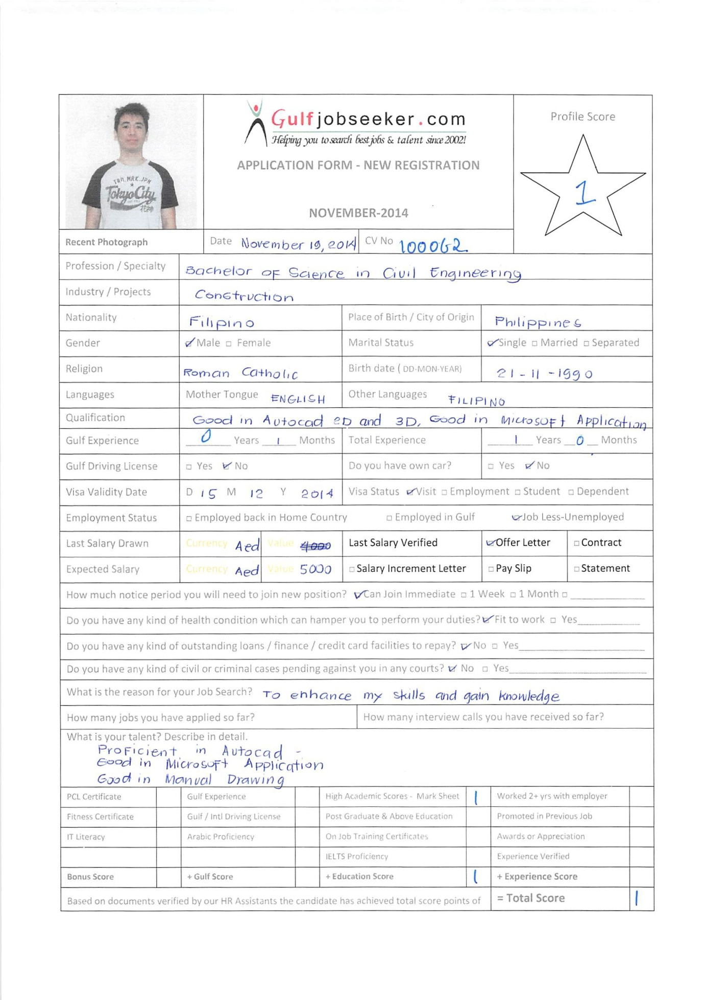 TRD.MRK.JPN
Tokyo City
花神
Gulfjobseeker.com
Helping you to search best jobs & talent since 2002!
APPLICATION FORM - NEW REGISTRATION
NOVEMBER-2014
Profile Score
1
Recent Photograph Date November 19, 2014 CV No 100062
Profession / Specialty Bachelor of Science in Civil Engineering
Industry / Projects Construction
Nationality Filipino Place of Birth / City of Origin Philippines
Gender ☑ Male □ Female Marital Status ☑ Single □ Married □ Separated
Religion Roman Catholic Birth date ( DD-MON-YEAR) 21-11-1990
Languages Mother Tongue ENGLISH Other Languages FILIPINO
Qualification Good in Autocad 2D and 3D, Good in Microsoft Application
Gulf Experience 0 Years 1 Months Total Experience 1 Years 0 Months
Gulf Driving License □ Yes ☑ No Do you have own car? □ Yes ☑ No
Visa Validity Date D 15 M 12 Y 2014 Visa Status ☑ Visit □ Employment □ Student □ Dependent
Employment Status □ Employed back in Home Country □ Employed in Gulf ☑ Job Less-Unemployed
Last Salary Drawn Currency Aed Value 4000 Last Salary Verified ☑ Offer Letter □ Contract
Expected Salary Currency Aed Value 5000 □ Salary Increment Letter □ Pay Slip □ Statement
How much notice period you will need to join new position? ☑ Can Join Immediate □ 1 Week □ 1 Month □
Do you have any kind of health condition which can hamper you to perform your duties? ☑ Fit to work □ Yes
Do you have any kind of outstanding loans / finance / credit card facilities to repay? ☑ No □ Yes
Do you have any kind of civil or criminal cases pending against you in any courts? ☑ No □ Yes
What is the reason for your Job Search? To enhance my skills and gain knowledge
How many jobs you have applied so far? How many interview calls you have received so far?
What is your talent? Describe in detail.
Proficient in Autocad -
Good in Microsoft Application
Good in Manual Drawing
PCL Certificate Gulf Experience High Academic Scores - Mark Sheet 1 Worked 2+ yrs with employer
Fitness Certificate Gulf / Intl Driving License Post Graduate & Above Education Promoted in Previous Job
IT Literacy Arabic Proficiency On Job Training Certificates Awards or Appreciation
IELTS Proficiency Experience Verified
Bonus Score + Gulf Score + Education Score 1 + Experience Score
Based on documents verified by our HR Assistants the candidate has achieved total score points of = Total Score 1